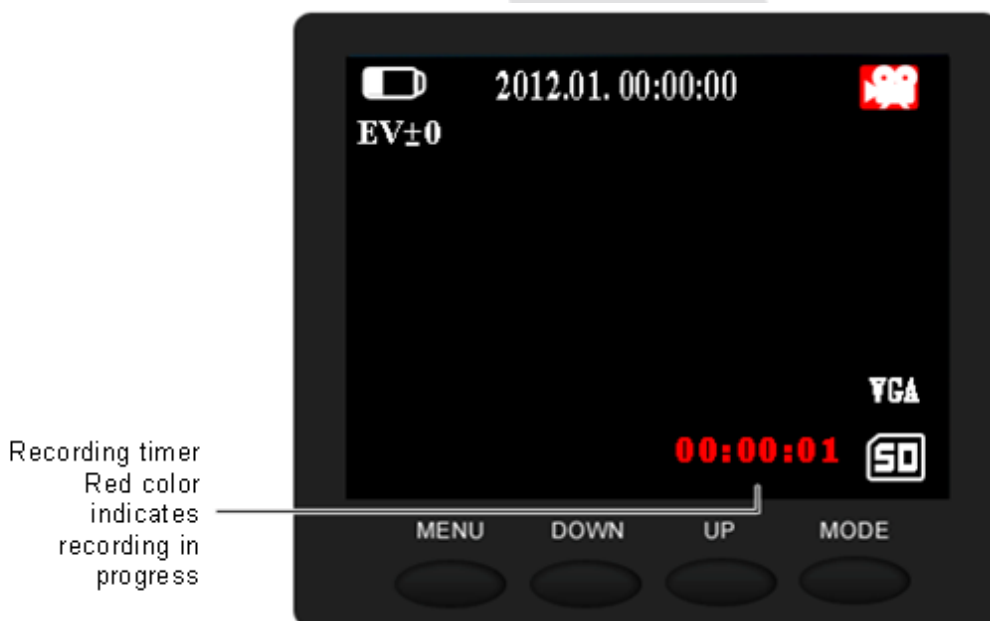 2012.01. 00:00:00
EV±0
VGA
00:00:01
SD
Recording timer
Red color
indicates
recording in
progress
MENU DOWN UP MODE